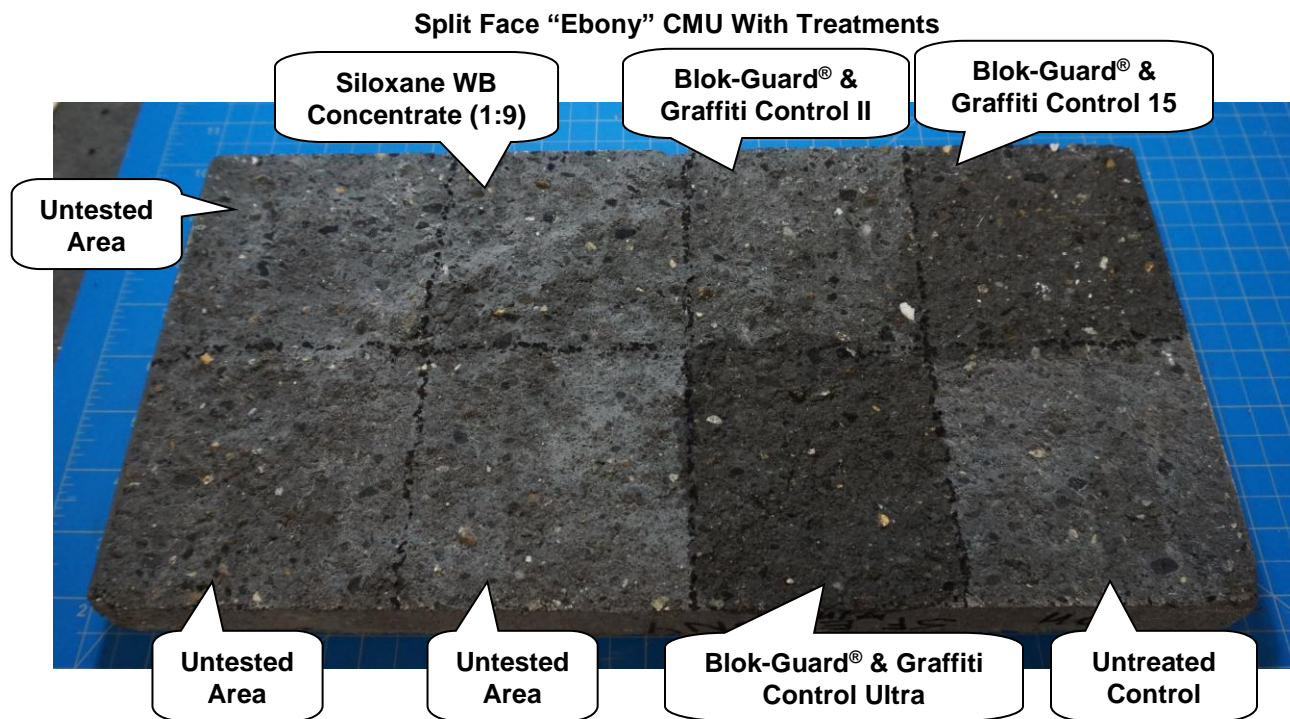 Split Face “Ebony” CMU With Treatments
Siloxane WB
Concentrate (1:9)
Blok-Guard® &
Graffiti Control II
Blok-Guard® &
Graffiti Control 15
Untested
Area
Untested
Area
Untested
Area
Blok-Guard® & Graffiti
Control Ultra
Untreated
Control